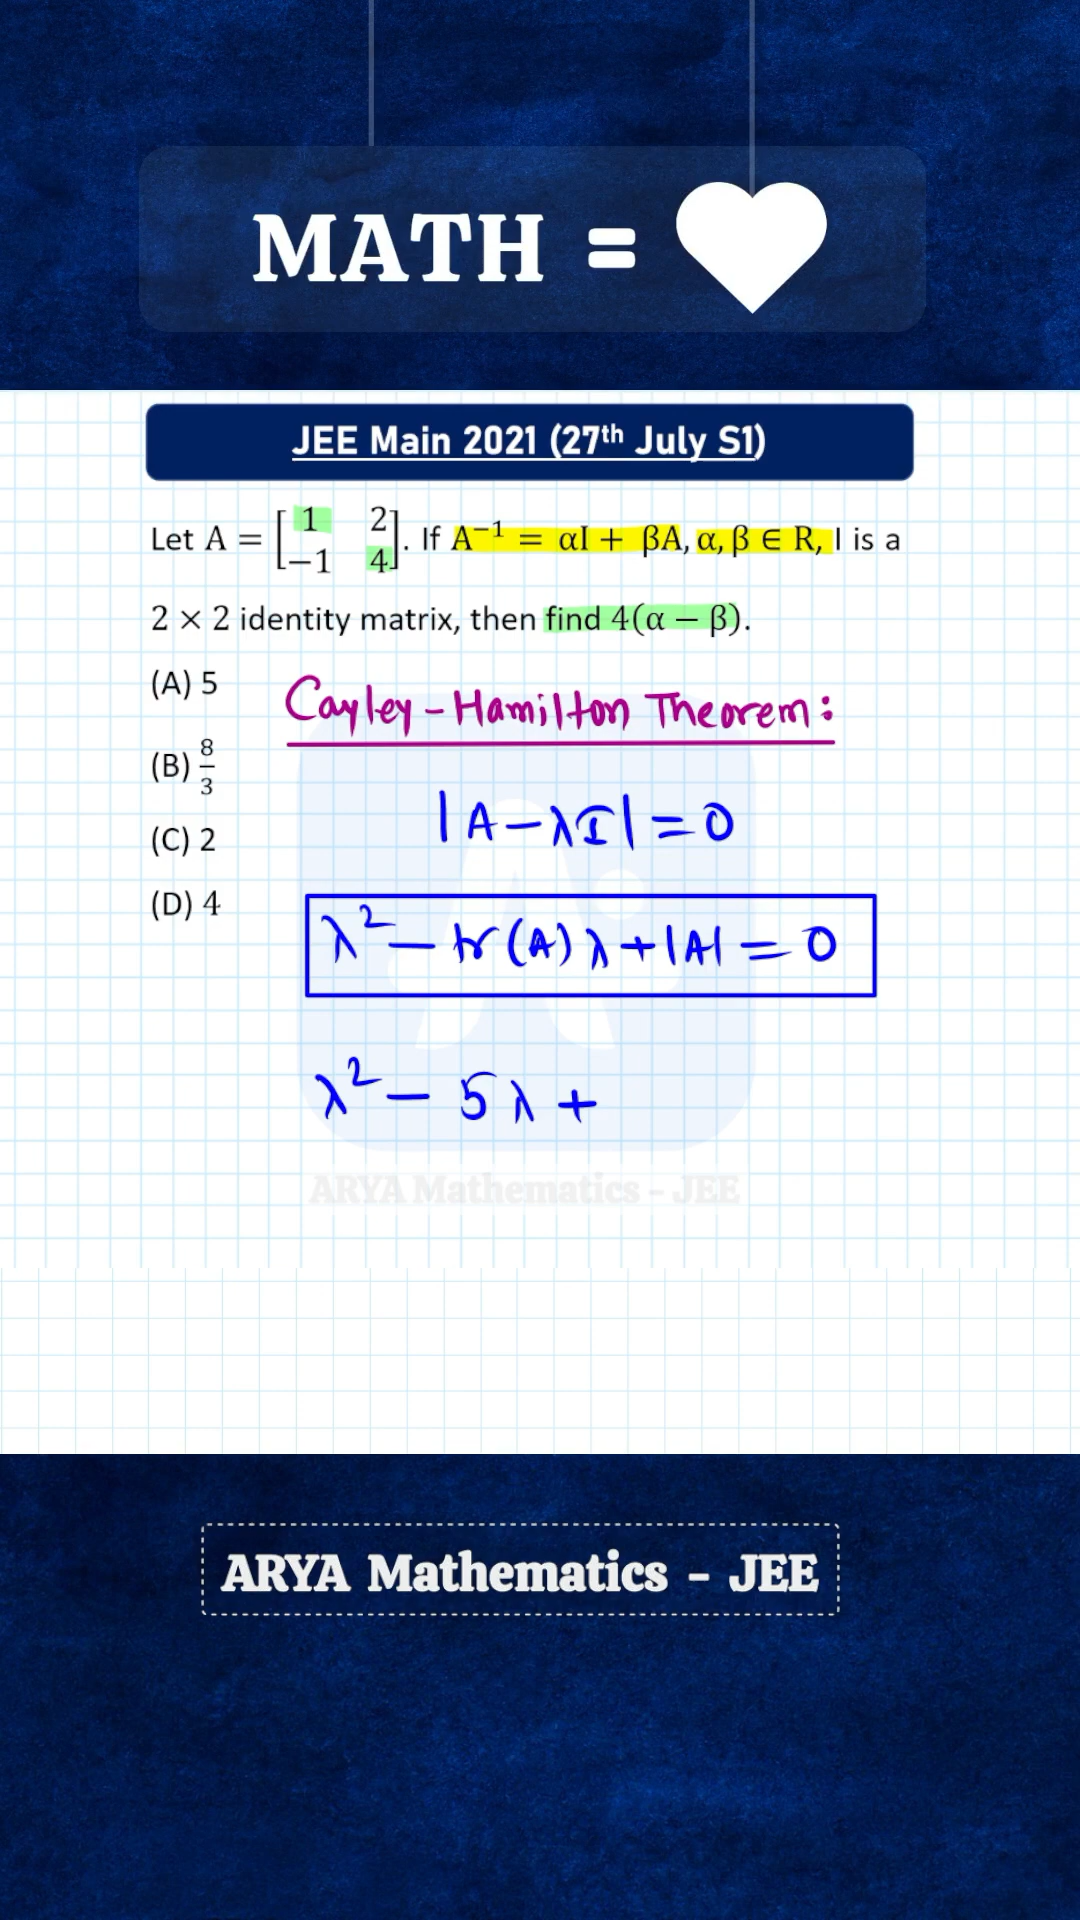 MATH =
JEE Main 2021 (27th July S1)
Let A = [1 2 −1 4]. If A⁻¹ = αI + βA, α, β ∈ R, I is a
2 × 2 identity matrix, then find 4(α − β).
(A) 5
Cayley-Hamilton Theorem:
(B) 8/3
|A-λI| = 0
(C) 2
(D) 4
λ² - tr(A) λ + |A| = 0
λ² - 5λ +
ARYA Mathematics - JEE
ARYA Mathematics - JEE